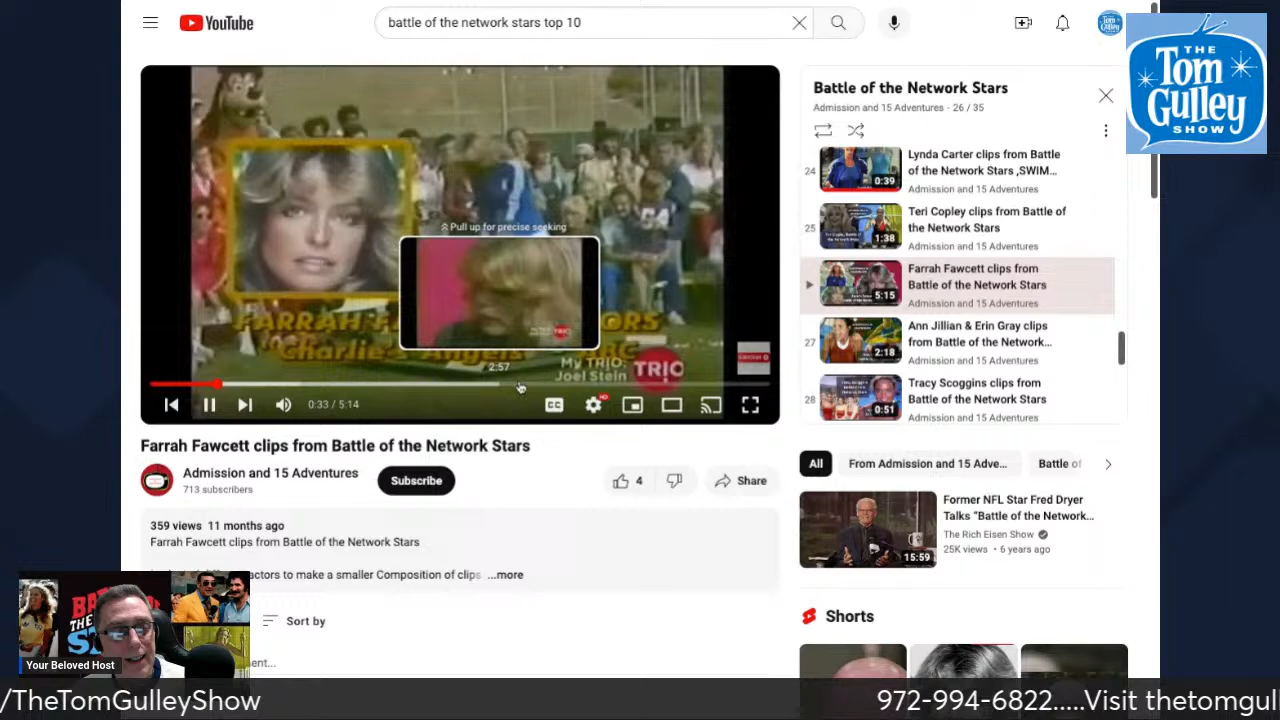 YouTube
battle of the network stars top 10
THE
Tom
Gulley
SHOW
Pull up for precise seeking
54
2:57
My TRIO:
Joel Stein
TRIO
0:33 / 5:14
CC
HD
Farrah Fawcett clips from Battle of the Network Stars
Admission and 15 Adventures
713 subscribers
Subscribe
4
Share
359 views 11 months ago
Farrah Fawcett clips from Battle of the Network Stars
actors to make a smaller Composition of clips ...more
Sort by
Your Beloved Host
Battle of the Network Stars
Admission and 15 Adventures - 26 / 35
24
0:39
Lynda Carter clips from Battle
of the Network Stars ,SWIM...
Admission and 15 Adventures
25
1:38
Teri Copley clips from Battle of
the Network Stars
Admission and 15 Adventures
5:15
Farrah Fawcett clips from
Battle of the Network Stars
Admission and 15 Adventures
27
2:18
Ann Jillian & Erin Gray clips
from Battle of the Network...
Admission and 15 Adventures
28
0:51
Tracy Scoggins clips from
Battle of the Network Stars
Admission and 15 Adventures
All
From Admission and 15 Adve...
Battle of
15:59
Former NFL Star Fred Dryer
Talks “Battle of the Network...
The Rich Eisen Show
25K views • 6 years ago
Shorts
/TheTomGulleyShow
972-994-6822.....Visit thetomgul